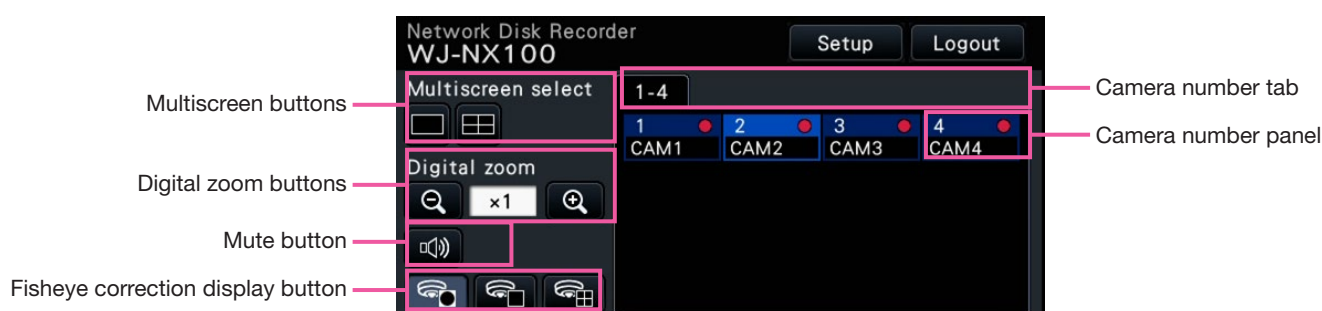 Network Disk Recorder
WJ-NX100
Setup
Logout
Multiscreen buttons
Multiscreen select
1-4
Camera number tab
1
2
3
4
CAM1
CAM2
CAM3
CAM4
Camera number panel
Digital zoom buttons
Digital zoom
×1
Mute button
Fisheye correction display button